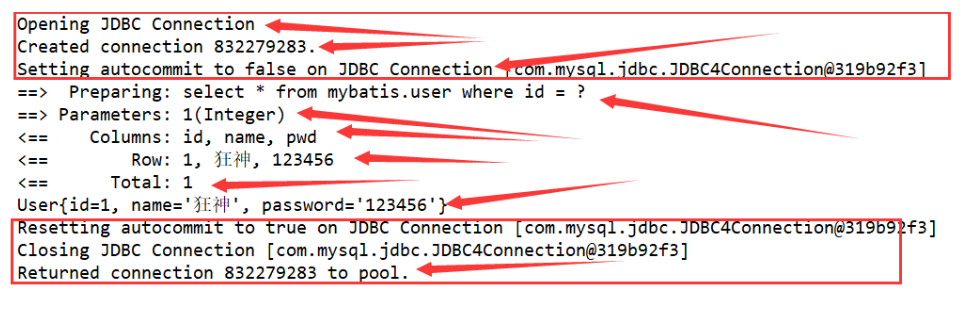 Opening JDBC Connection
Created connection 832279283.
Setting autocommit to false on JDBC Connection [com.mysql.jdbc.JDBC4Connection@319b92f3]
==>  Preparing: select * from mybatis.user where id = ?
==> Parameters: 1(Integer)
<==    Columns: id, name, pwd
<==        Row: 1, 狂神, 123456
<==      Total: 1
User{id=1, name='狂神', password='123456'}
Resetting autocommit to true on JDBC Connection [com.mysql.jdbc.JDBC4Connection@319b92f3]
Closing JDBC Connection [com.mysql.jdbc.JDBC4Connection@319b92f3]
Returned connection 832279283 to pool.